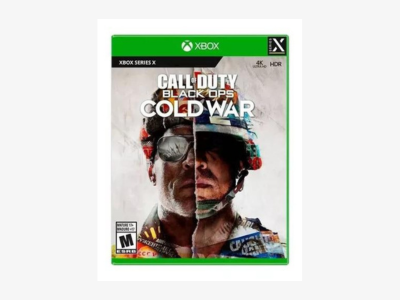 XBOX
XBOX SERIES X
4K
HDR
CALL OF DUTY
BLACK OPS
COLD WAR
MATURE 17+
M
ESRB